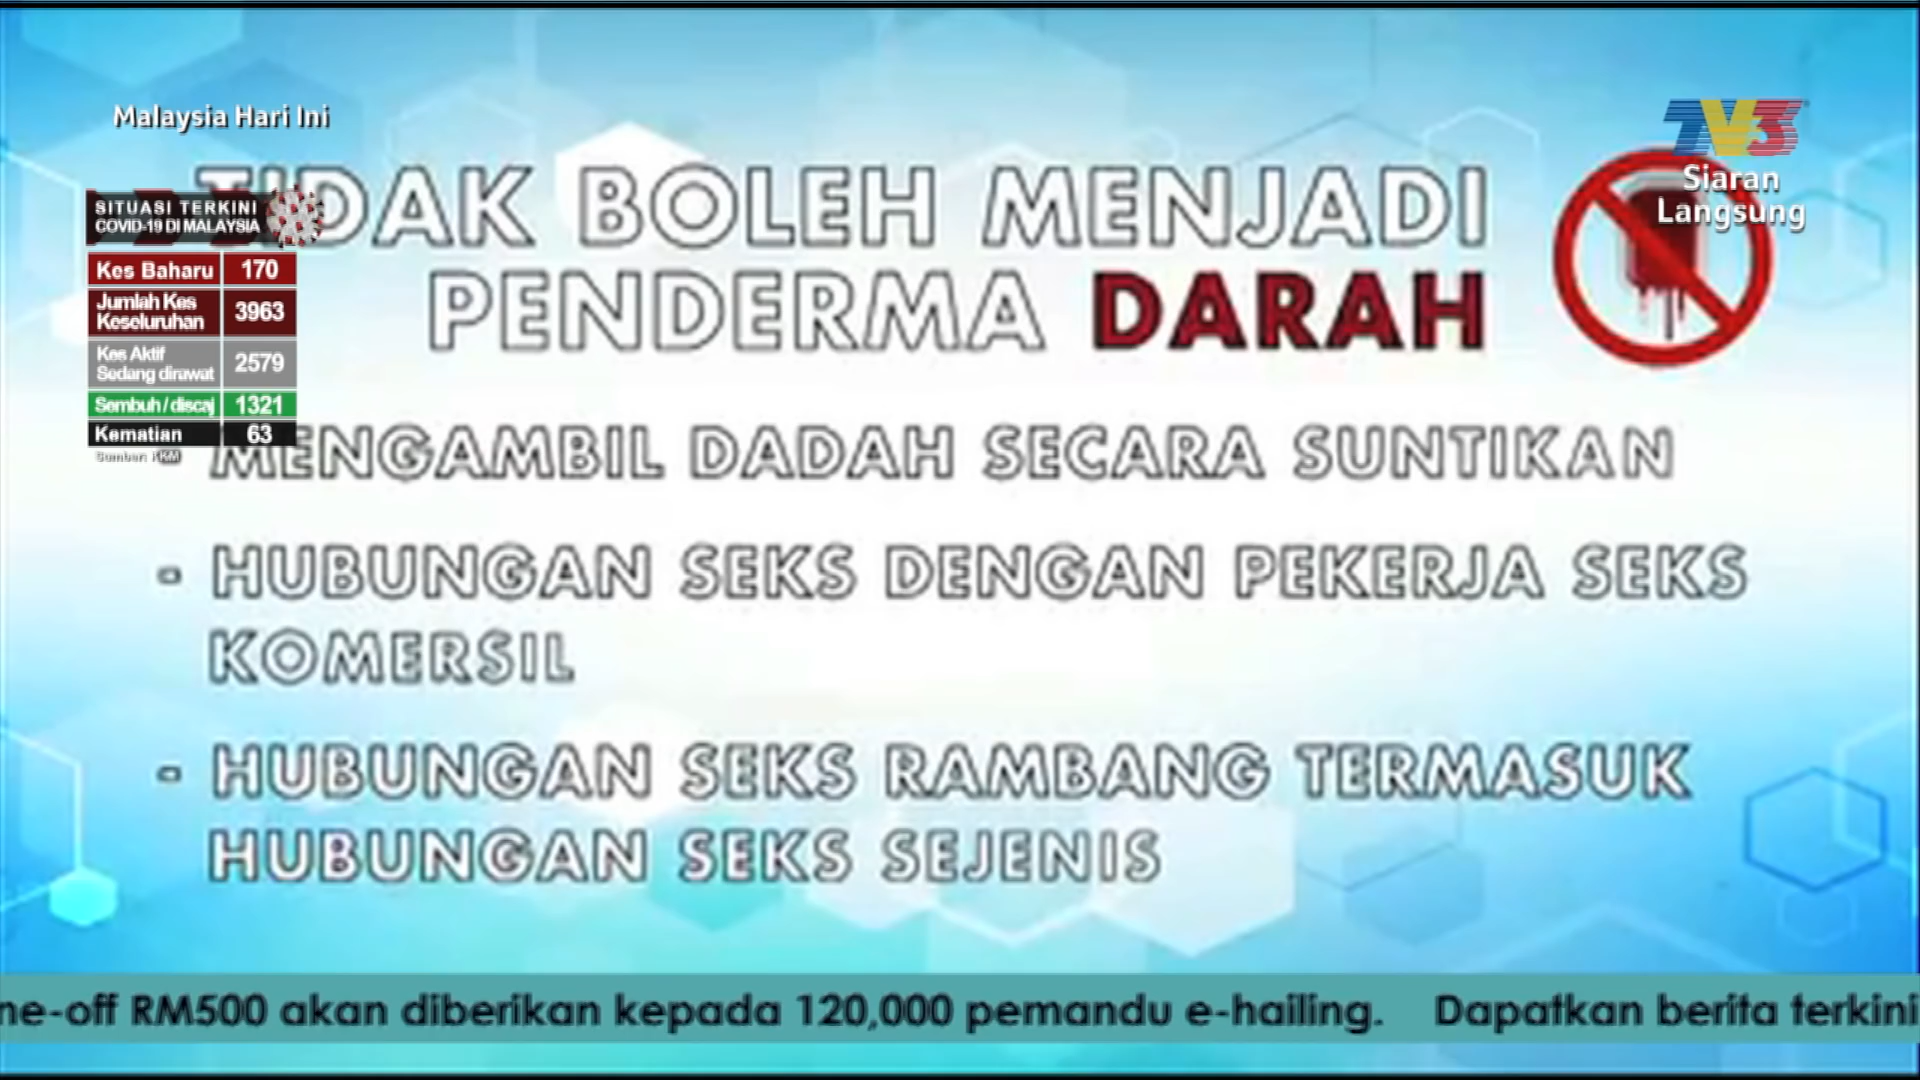 Malaysia Hari Ini
TV3
Siaran
Langsung
TIDAK BOLEH MENJADI
PENDERMA DARAH
SITUASI TERKINI
COVID-19 DI MALAYSIA
Kes Baharu 170
Jumlah Kes
Keseluruhan 3963
Kes Aktif
Sedang dirawat 2579
Sembuh / discaj 1321
Kematian 63
Sumber: KKM
- MENGAMBIL DADAH SECARA SUNTIKAN
- HUBUNGAN SEKS DENGAN PEKERJA SEKS
KOMERSIL
- HUBUNGAN SEKS RAMBANG TERMASUK
HUBUNGAN SEKS SEJENIS
ne-off RM500 akan diberikan kepada 120,000 pemandu e-hailing. Dapatkan berita terkini